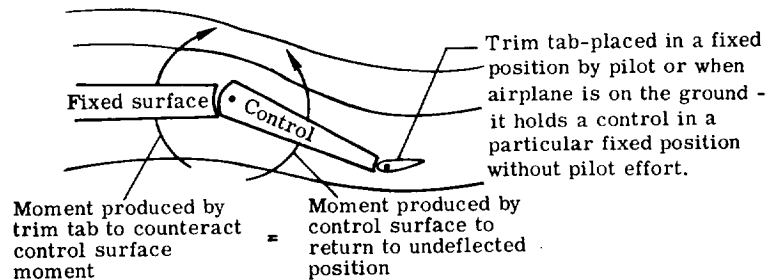 Trim tab-placed in a fixed
position by pilot or when
airplane is on the ground -
it holds a control in a
particular fixed position
without pilot effort.
Fixed surface
Control
Moment produced by
trim tab to counteract
control surface
moment
=
Moment produced by
control surface to
return to undeflected
position